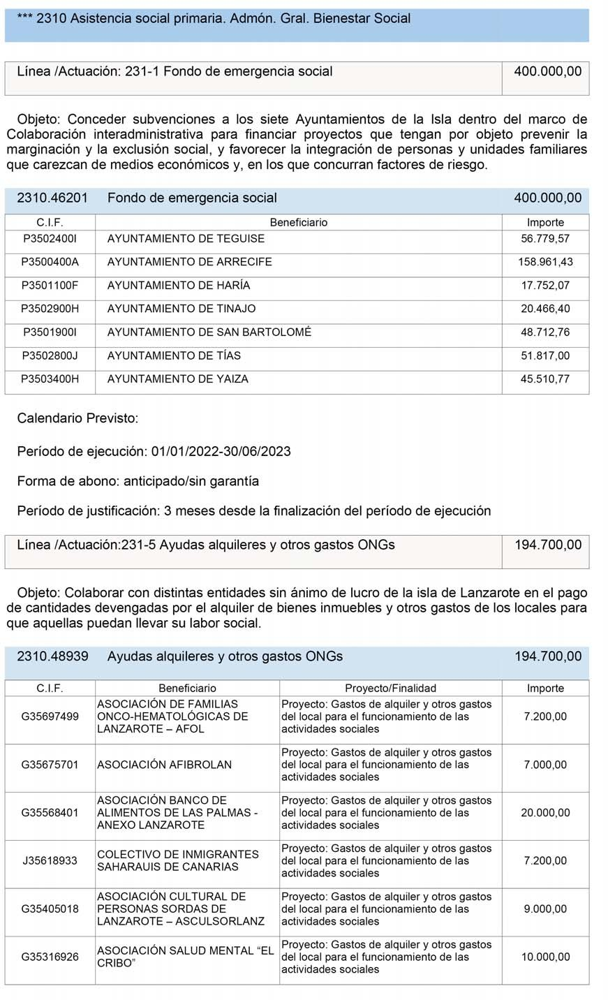 *** 2310 Asistencia social primaria. Admón. Gral. Bienestar Social
Línea /Actuación: 231-1 Fondo de emergencia social 400.000,00
Objeto: Conceder subvenciones a los siete Ayuntamientos de la Isla dentro del marco de
Colaboración interadministrativa para financiar proyectos que tengan por objeto prevenir la
marginación y la exclusión social, y favorecer la integración de personas y unidades familiares
que carezcan de medios económicos y, en los que concurran factores de riesgo.
2310.46201 Fondo de emergencia social 400.000,00
C.I.F. Beneficiario Importe
P3502400I AYUNTAMIENTO DE TEGUISE 56.779,57
P3500400A AYUNTAMIENTO DE ARRECIFE 158.961,43
P3501100F AYUNTAMIENTO DE HARÍA 17.752,07
P3502900H AYUNTAMIENTO DE TINAJO 20.466,40
P3501900I AYUNTAMIENTO DE SAN BARTOLOMÉ 48.712,76
P3502800J AYUNTAMIENTO DE TÍAS 51.817,00
P3503400H AYUNTAMIENTO DE YAIZA 45.510,77
Calendario Previsto:
Período de ejecución: 01/01/2022-30/06/2023
Forma de abono: anticipado/sin garantía
Período de justificación: 3 meses desde la finalización del período de ejecución
Línea /Actuación:231-5 Ayudas alquileres y otros gastos ONGs 194.700,00
Objeto: Colaborar con distintas entidades sin ánimo de lucro de la isla de Lanzarote en el pago
de cantidades devengadas por el alquiler de bienes inmuebles y otros gastos de los locales para
que aquellas puedan llevar su labor social.
2310.48939 Ayudas alquileres y otros gastos ONGs 194.700,00
C.I.F. Beneficiario Proyecto/Finalidad Importe
ASOCIACIÓN DE FAMILIAS Proyecto: Gastos de alquiler y otros gastos
G35697499 ONCO-HEMATOLÓGICAS DE del local para el funcionamiento de las 7.200,00
LANZAROTE – AFOL actividades sociales
Proyecto: Gastos de alquiler y otros gastos
G35675701 ASOCIACIÓN AFIBROLAN del local para el funcionamiento de las 7.000,00
actividades sociales
ASOCIACIÓN BANCO DE Proyecto: Gastos de alquiler y otros gastos
G35568401 ALIMENTOS DE LAS PALMAS - del local para el funcionamiento de las 20.000,00
ANEXO LANZAROTE actividades sociales
COLECTIVO DE INMIGRANTES Proyecto: Gastos de alquiler y otros gastos
J35618933 SAHARAUIS DE CANARIAS del local para el funcionamiento de las 7.200,00
actividades sociales
ASOCIACIÓN CULTURAL DE Proyecto: Gastos de alquiler y otros gastos
G35405018 PERSONAS SORDAS DE del local para el funcionamiento de las 9.000,00
LANZAROTE – ASCULSORLANZ actividades sociales
ASOCIACIÓN SALUD MENTAL “EL Proyecto: Gastos de alquiler y otros gastos
G35316926 CRIBO” del local para el funcionamiento de las 10.000,00
actividades sociales